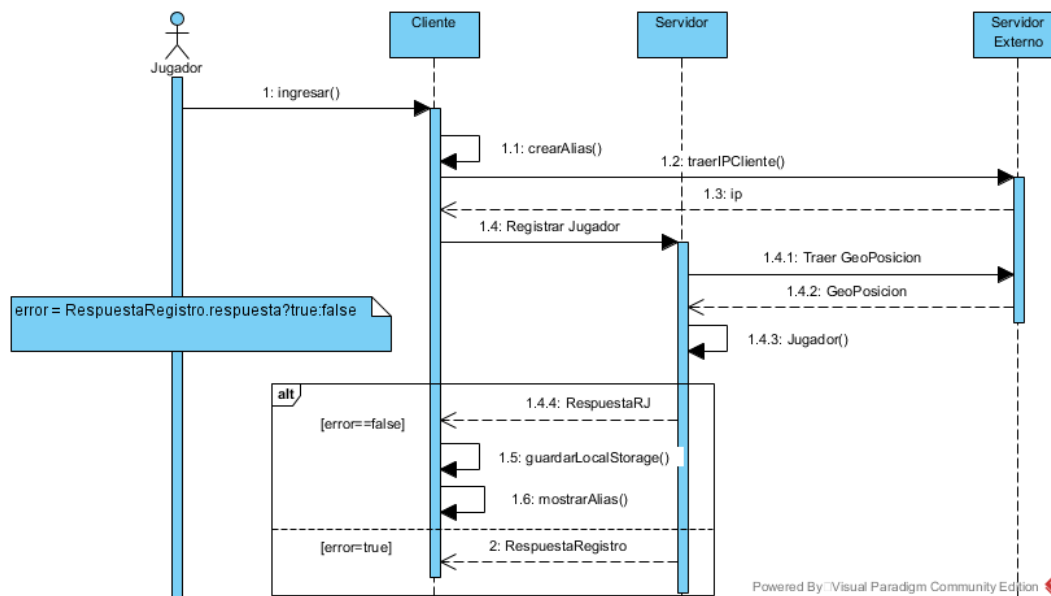 Cliente
Servidor
Servidor
Externo
Jugador
1: ingresar()
1.1: crearAlias()
1.2: traerIPCliente()
1.3: ip
1.4: Registrar Jugador
1.4.1: Traer GeoPosicion
1.4.2: GeoPosicion
error = RespuestaRegistro.respuesta?true:false
1.4.3: Jugador()
alt
1.4.4: RespuestaRJ
[error==false]
1.5: guardarLocalStorage()
1.6: mostrarAlias()
[error=true]
2: RespuestaRegistro
Powered By Visual Paradigm Community Edition